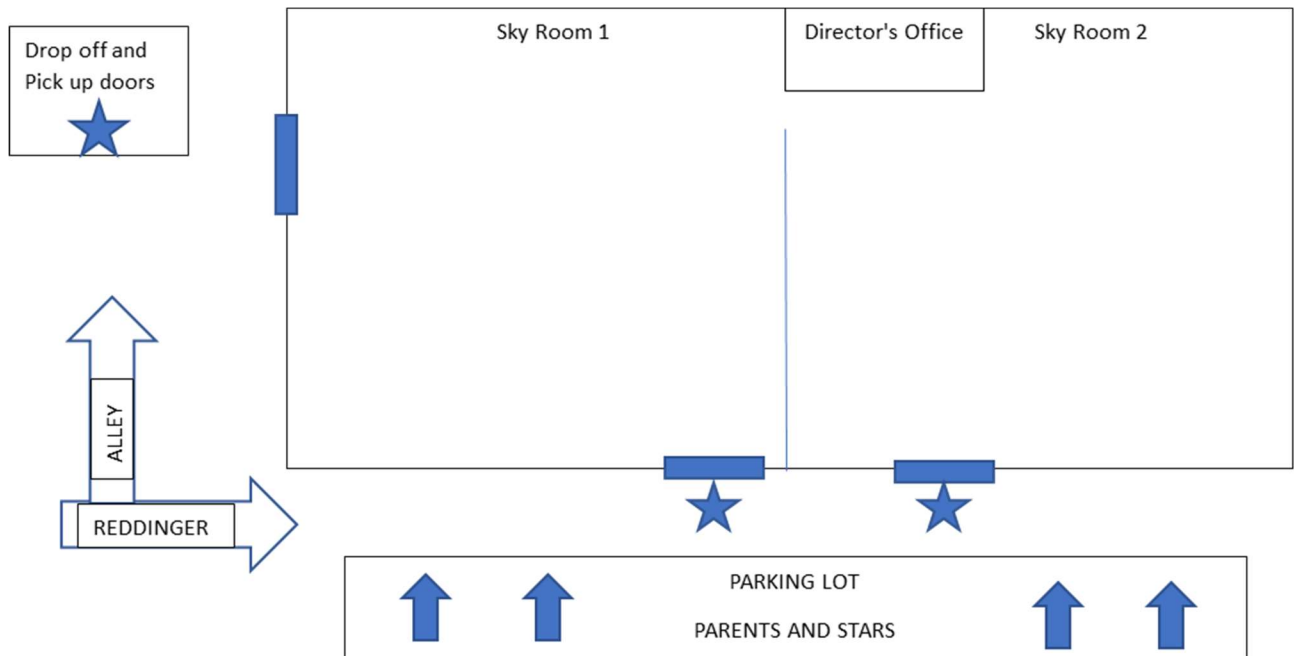 Drop off and
Pick up doors
Sky Room 1
Director's Office
Sky Room 2
ALLEY
REDDINGER
PARKING LOT
PARENTS AND STARS